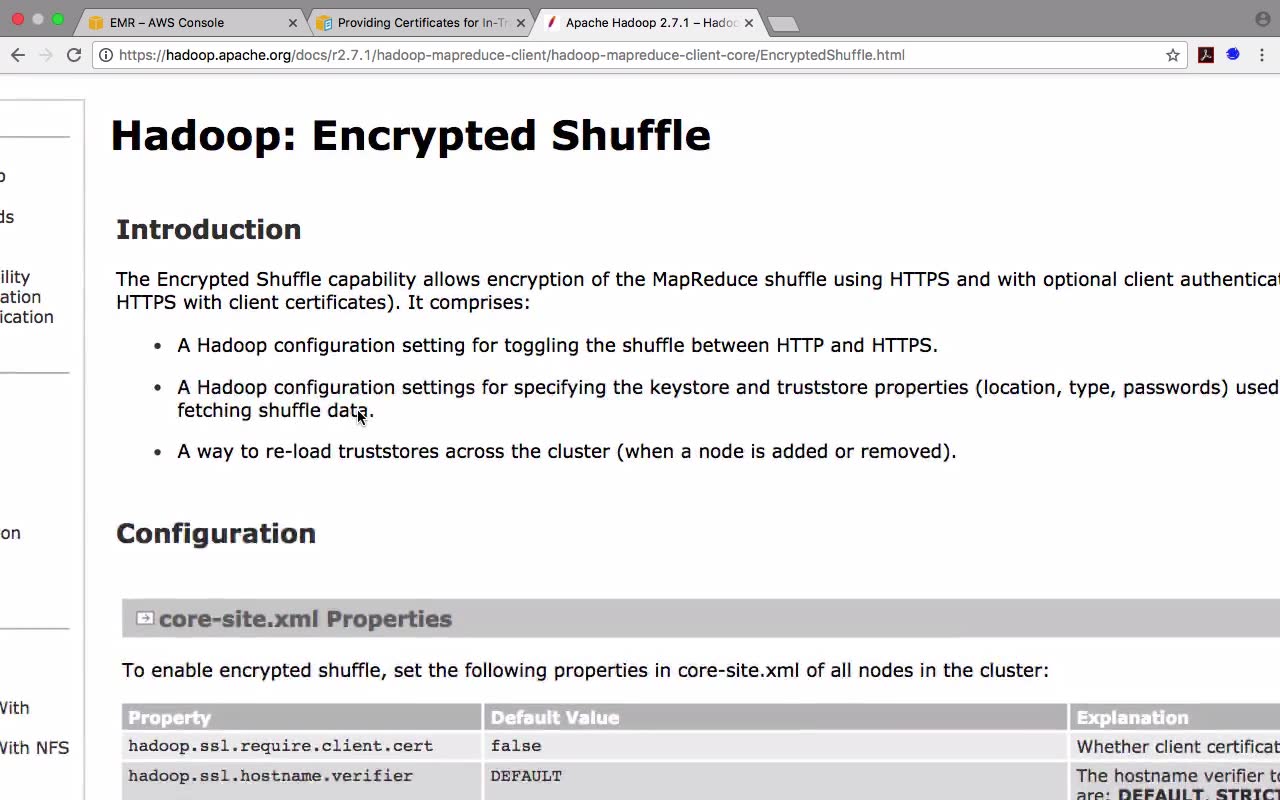 EMR – AWS Console
Providing Certificates for In-Tr
Apache Hadoop 2.7.1 – Hadoo
https://hadoop.apache.org/docs/r2.7.1/hadoop-mapreduce-client/hadoop-mapreduce-client-core/EncryptedShuffle.html
Hadoop: Encrypted Shuffle
ds
Introduction
ility
The Encrypted Shuffle capability allows encryption of the MapReduce shuffle using HTTPS and with optional client authenticat
ation
HTTPS with client certificates). It comprises:
ication
• A Hadoop configuration setting for toggling the shuffle between HTTP and HTTPS.
• A Hadoop configuration settings for specifying the keystore and truststore properties (location, type, passwords) used
fetching shuffle data.
• A way to re-load truststores across the cluster (when a node is added or removed).
on
Configuration
core-site.xml Properties
To enable encrypted shuffle, set the following properties in core-site.xml of all nodes in the cluster:
With
Property Default Value Explanation
With NFS
hadoop.ssl.require.client.cert false Whether client certificat
hadoop.ssl.hostname.verifier DEFAULT The hostname verifier to
are: DEFAULT, STRICT